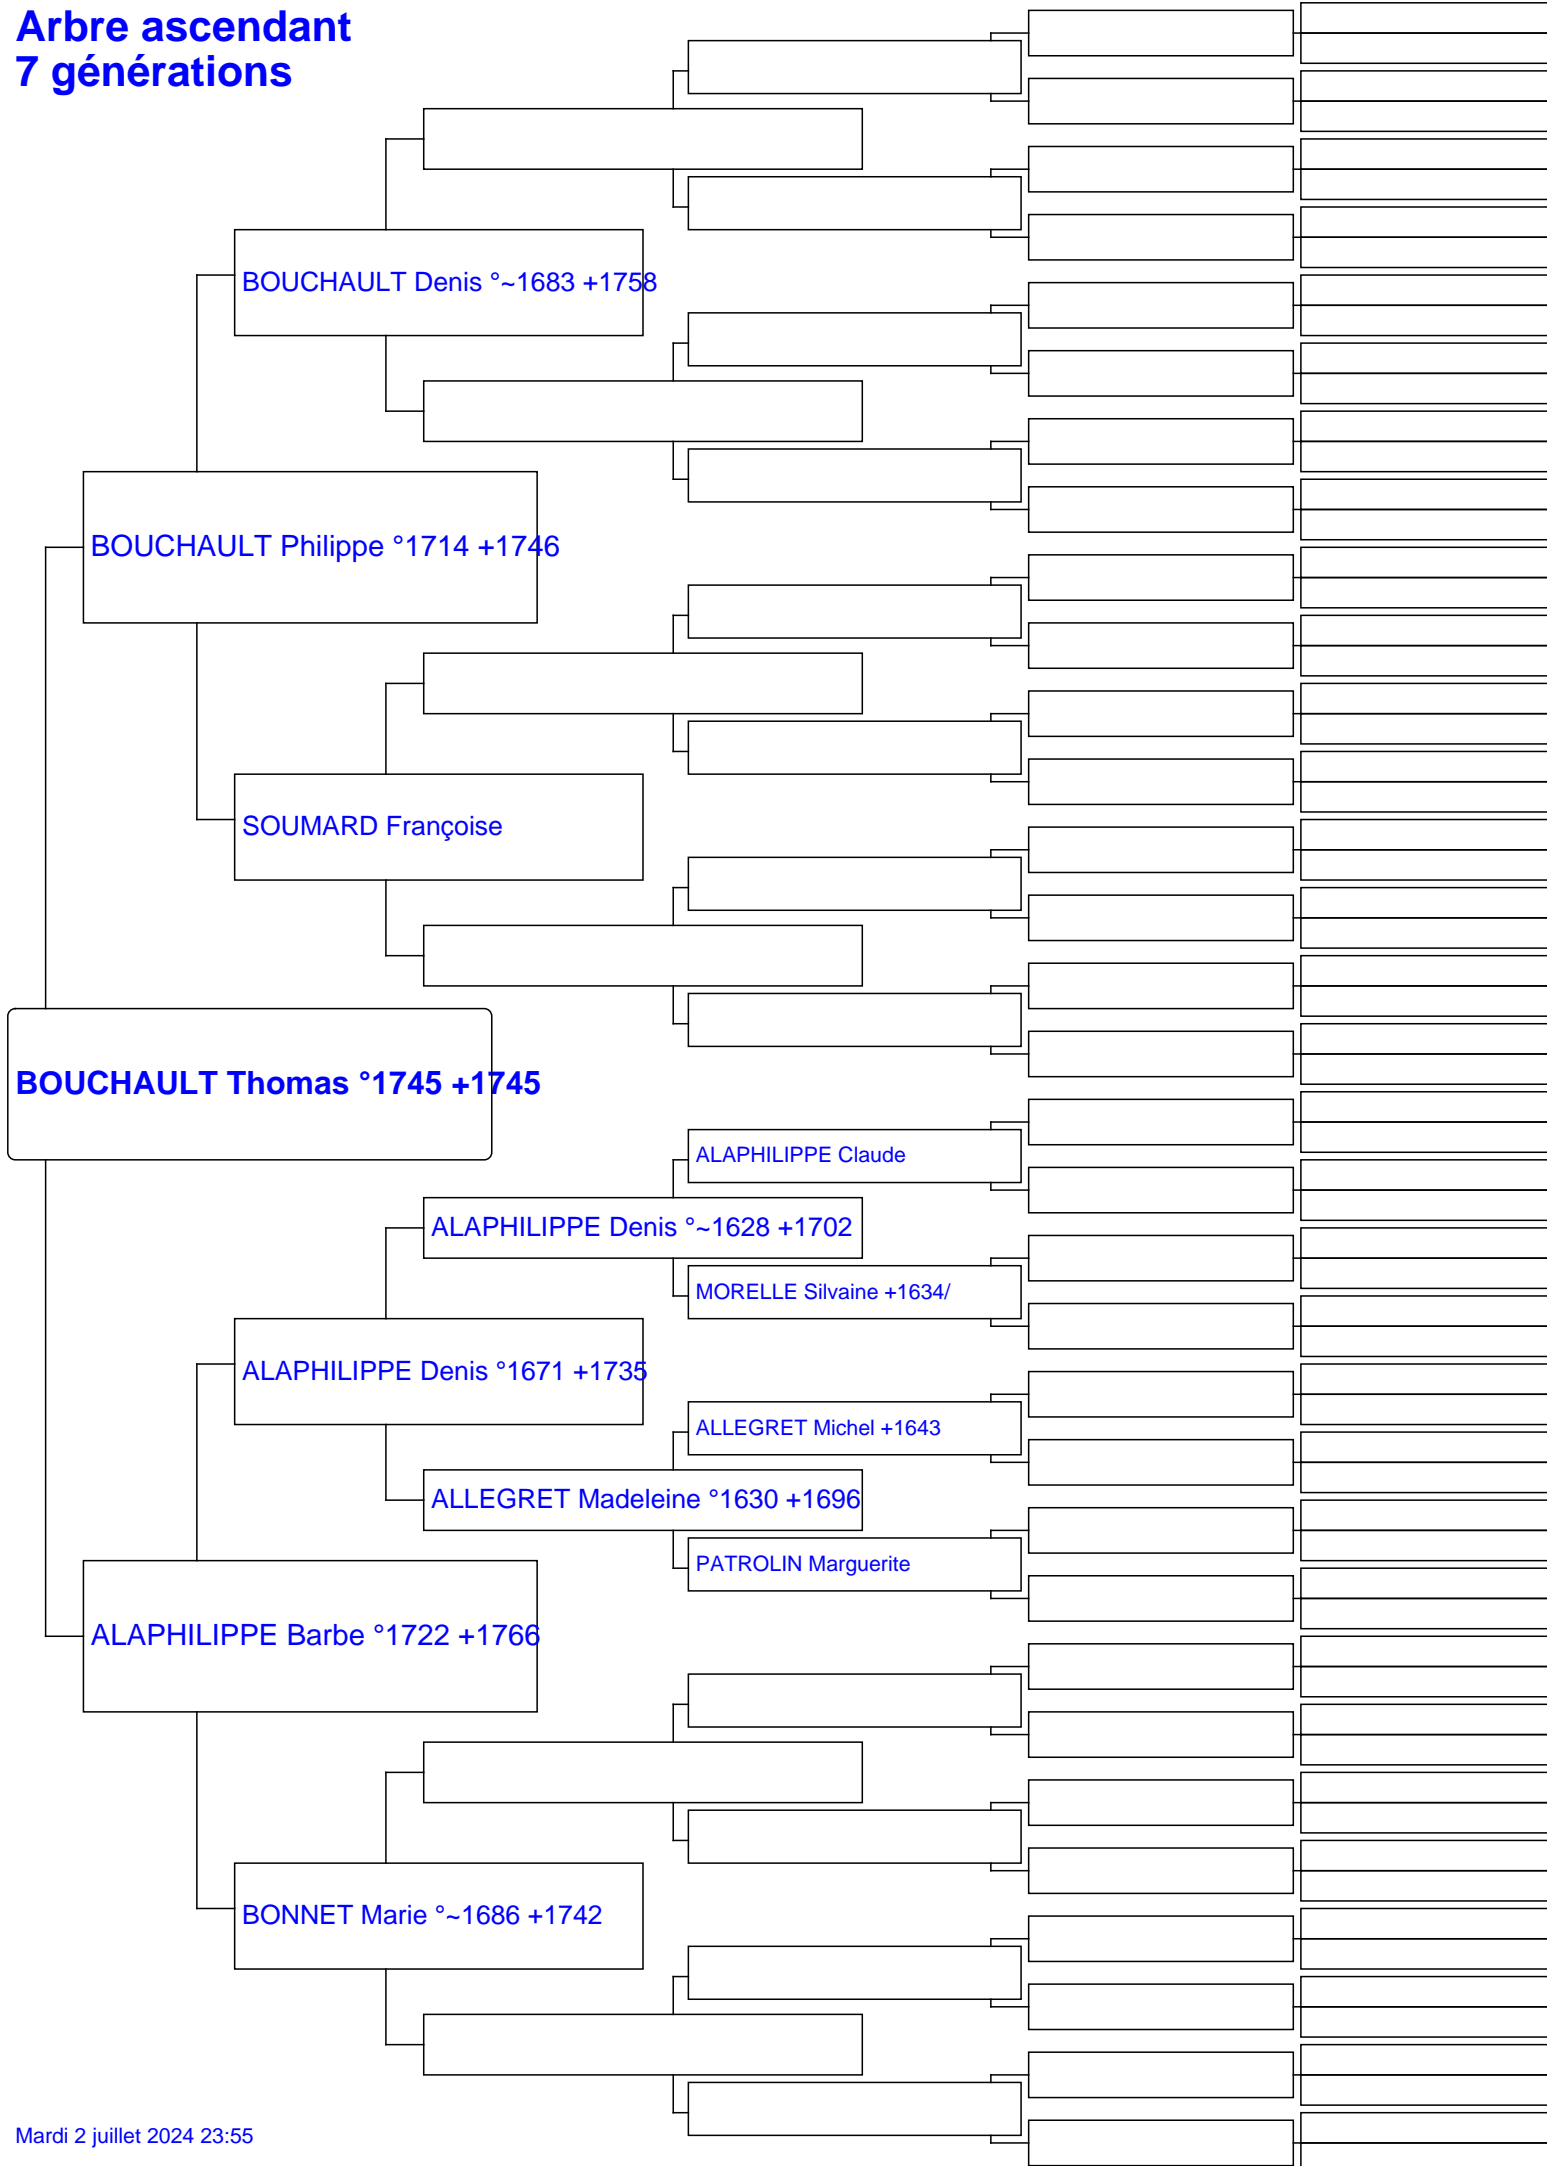 Arbre ascendant
7 générations
BOUCHAULT Denis °~1683 +1758
BOUCHAULT Philippe °1714 +1746
SOUMARD Françoise
BOUCHAULT Thomas °1745 +1745
ALAPHILIPPE Claude
ALAPHILIPPE Denis °~1628 +1702
MORELLE Silvaine +1634/
ALAPHILIPPE Denis °1671 +1735
ALLEGRET Michel +1643
ALLEGRET Madeleine °1630 +1696
PATROLIN Marguerite
ALAPHILIPPE Barbe °1722 +1766
BONNET Marie °~1686 +1742
Mardi 2 juillet 2024 23:55